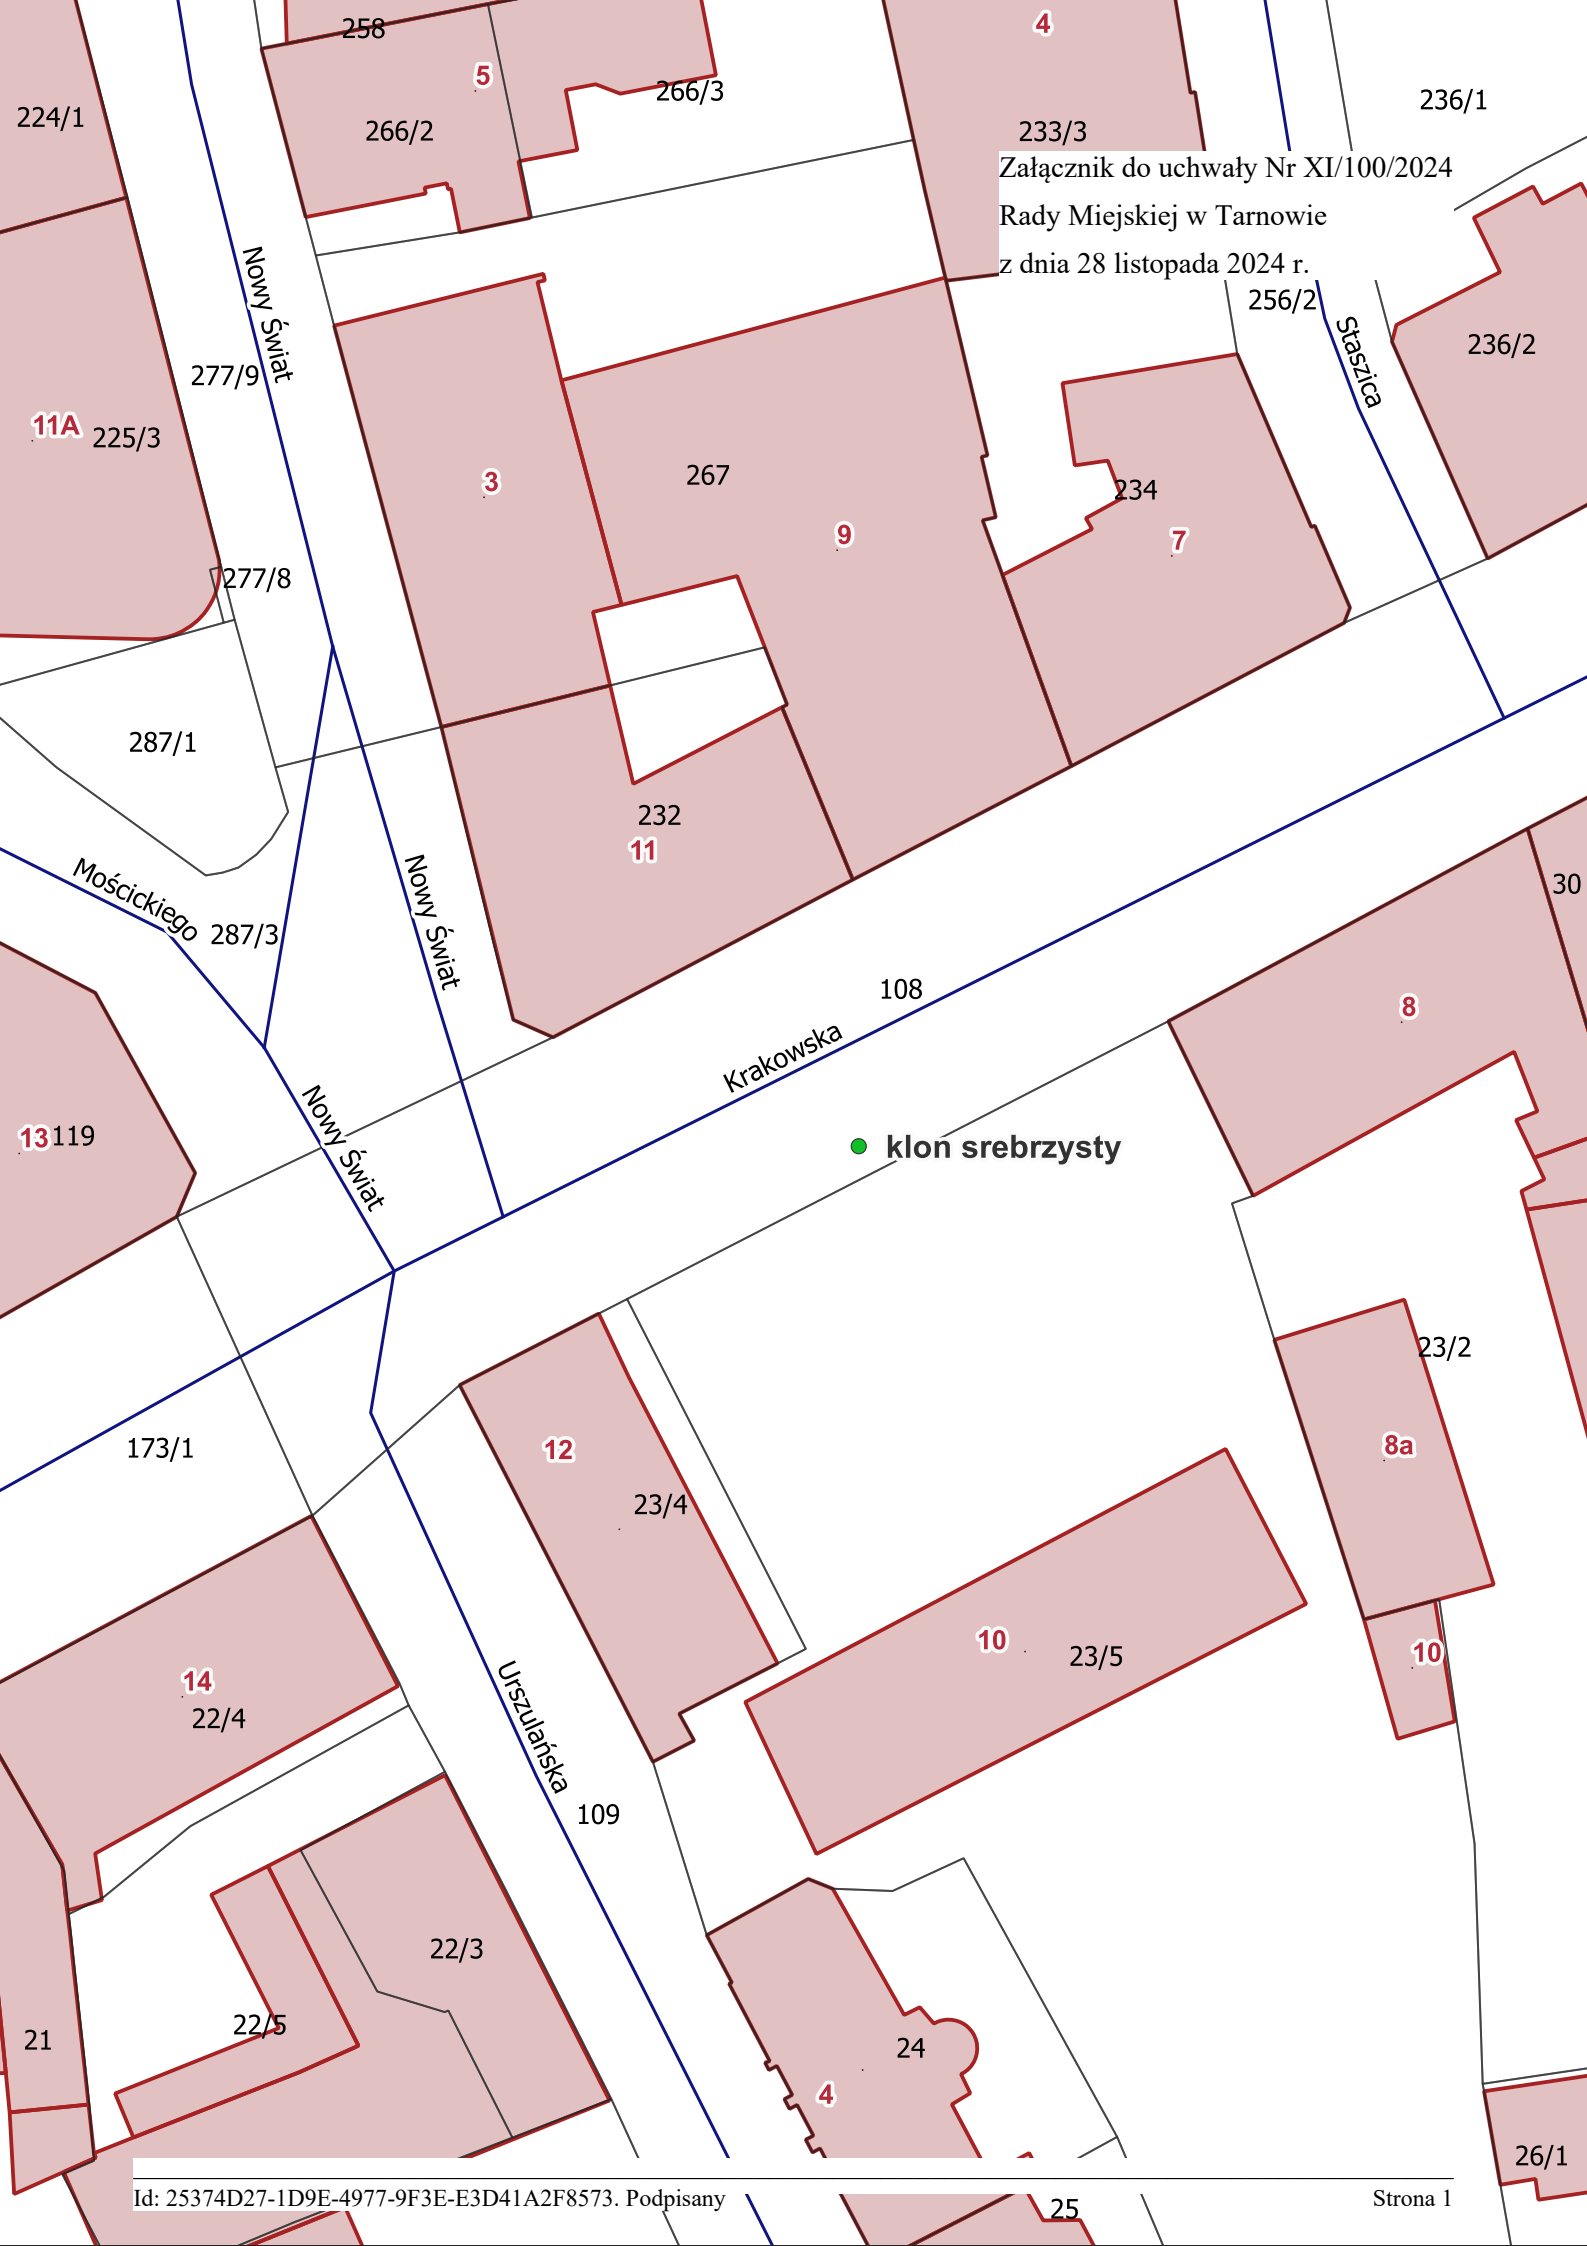 258
4
5
266/3
236/1
224/1
266/2
233/3
Załącznik do uchwały Nr XI/100/2024
Rady Miejskiej w Tarnowie
z dnia 28 listopada 2024 r.
256/2
Nowy Świat
Staszica
236/2
277/9
11A
225/3
3
267
234
9
7
277/8
287/1
232
11
Mościckiego
287/3
Nowy Świat
30
108
8
Krakowska
13
119
Nowy Świat
klon srebrzysty
23/2
173/1
12
8a
23/4
10
23/5
10
14
22/4
Urszulańska
109
22/3
22/5
21
24
4
26/1
Id: 25374D27-1D9E-4977-9F3E-E3D41A2F8573. Podpisany
Strona 1
25